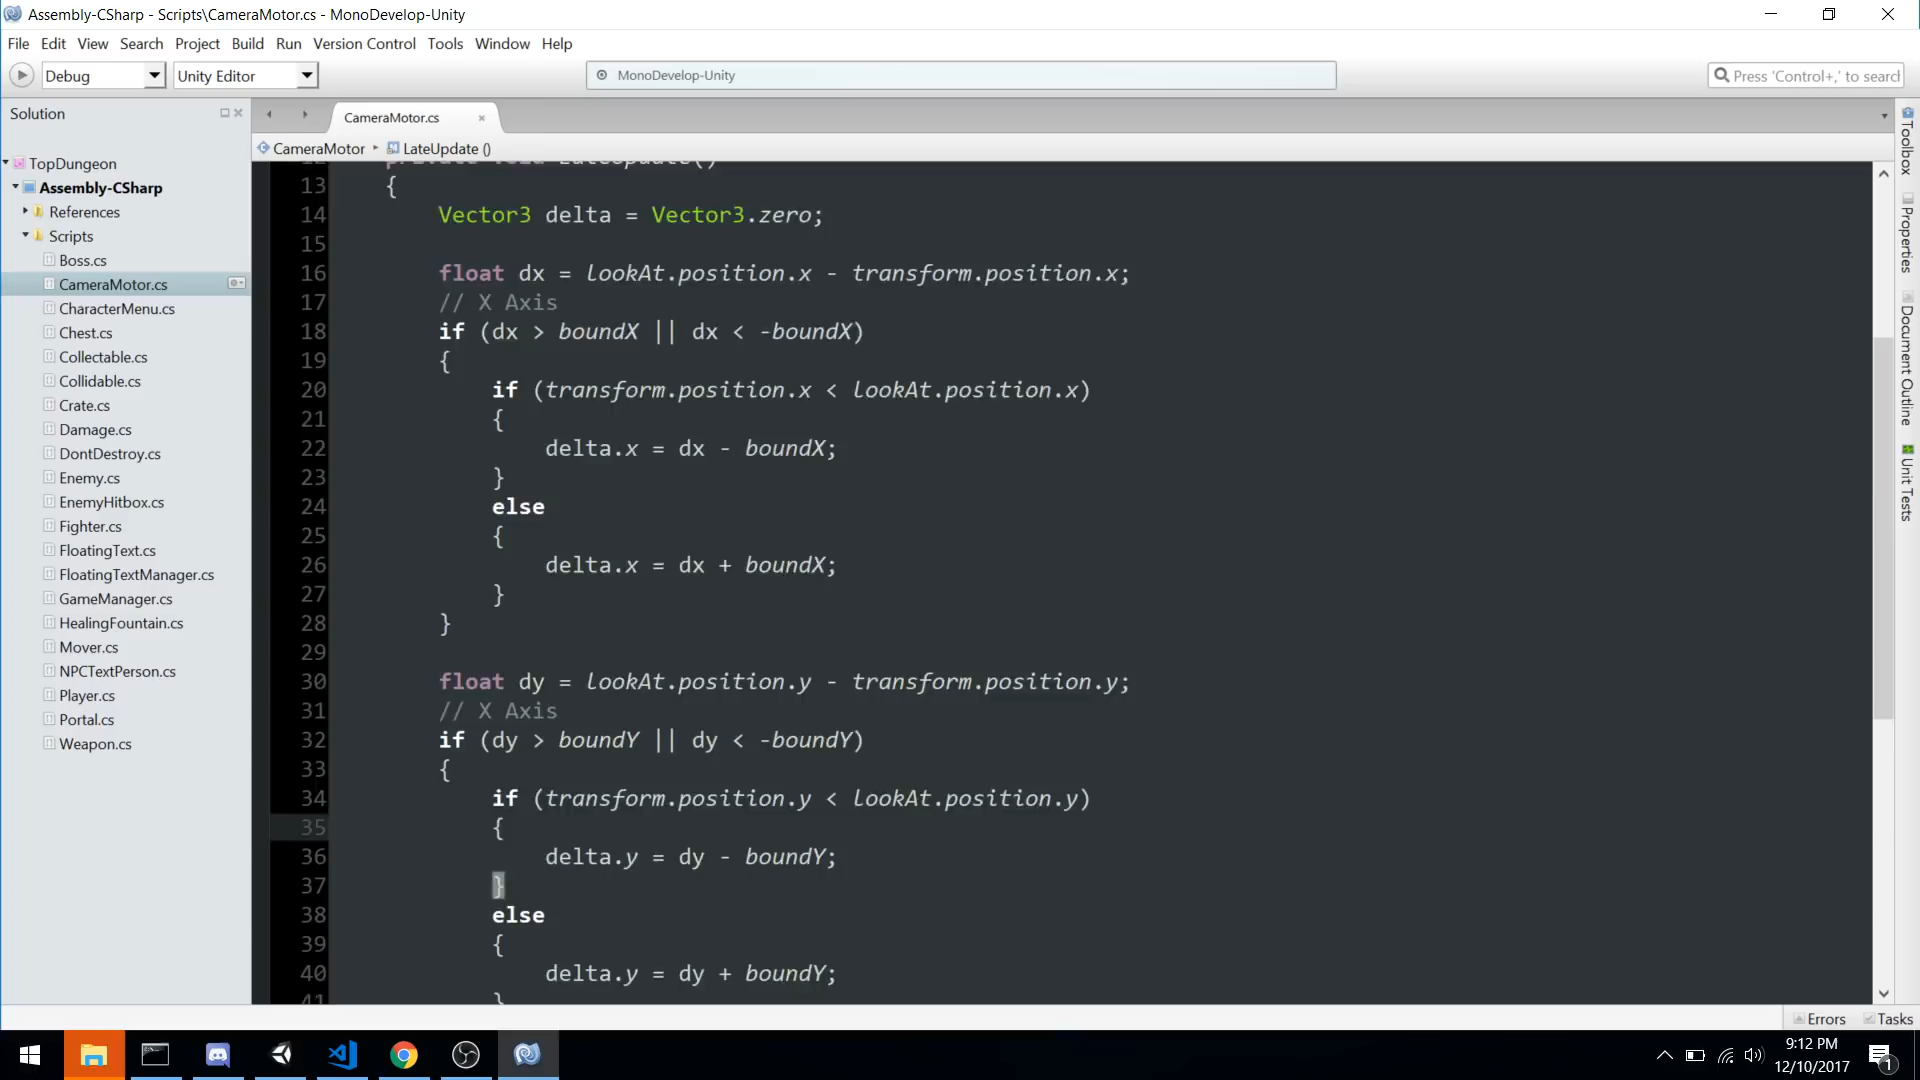 Assembly-CSharp - Scripts\CameraMotor.cs - MonoDevelop-Unity
File Edit View Search Project Build Run Version Control Tools Window Help
Debug Unity Editor MonoDevelop-Unity Press 'Control+,' to search
Solution
TopDungeon
Assembly-CSharp
References
Scripts
Boss.cs
CameraMotor.cs
CharacterMenu.cs
Chest.cs
Collectable.cs
Collidable.cs
Crate.cs
Damage.cs
DontDestroy.cs
Enemy.cs
EnemyHitbox.cs
Fighter.cs
FloatingText.cs
FloatingTextManager.cs
GameManager.cs
HealingFountain.cs
Mover.cs
NPCTextPerson.cs
Player.cs
Portal.cs
Weapon.cs
CameraMotor.cs
CameraMotor LateUpdate ()
12 private void LateUpdate()
13 {
14 Vector3 delta = Vector3.zero;
15
16 float dx = lookAt.position.x - transform.position.x;
17 // X Axis
18 if (dx > boundX || dx < -boundX)
19 {
20 if (transform.position.x < lookAt.position.x)
21 {
22 delta.x = dx - boundX;
23 }
24 else
25 {
26 delta.x = dx + boundX;
27 }
28 }
29
30 float dy = lookAt.position.y - transform.position.y;
31 // X Axis
32 if (dy > boundY || dy < -boundY)
33 {
34 if (transform.position.y < lookAt.position.y)
35 {
36 delta.y = dy - boundY;
37 }
38 else
39 {
40 delta.y = dy + boundY;
41 }
Toolbox
Properties
Document Outline
Unit Tests
Errors Tasks
9:12 PM
12/10/2017
1